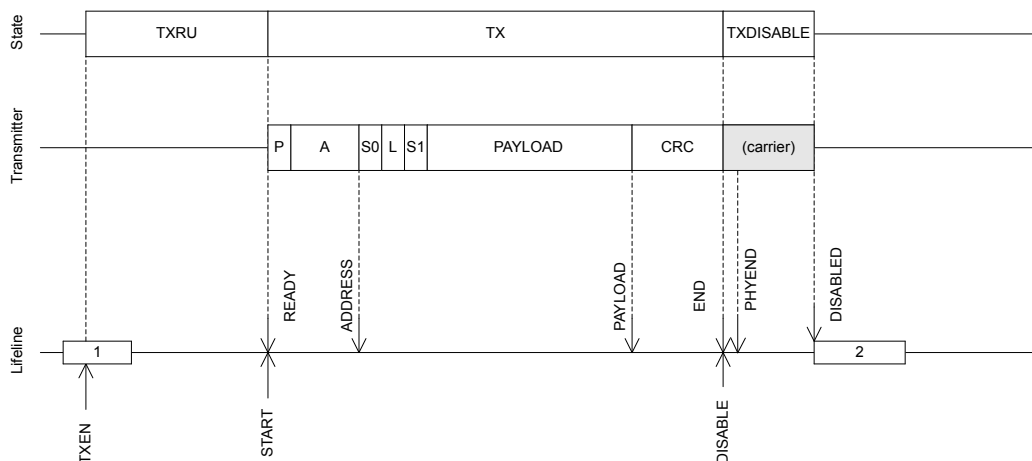 State
TXRU
TX
TXDISABLE
Transmitter
P
A
S0
L
S1
PAYLOAD
CRC
(carrier)
READY
ADDRESS
PAYLOAD
END
PHYEND
DISABLED
Lifeline
1
2
TXEN
START
DISABLE